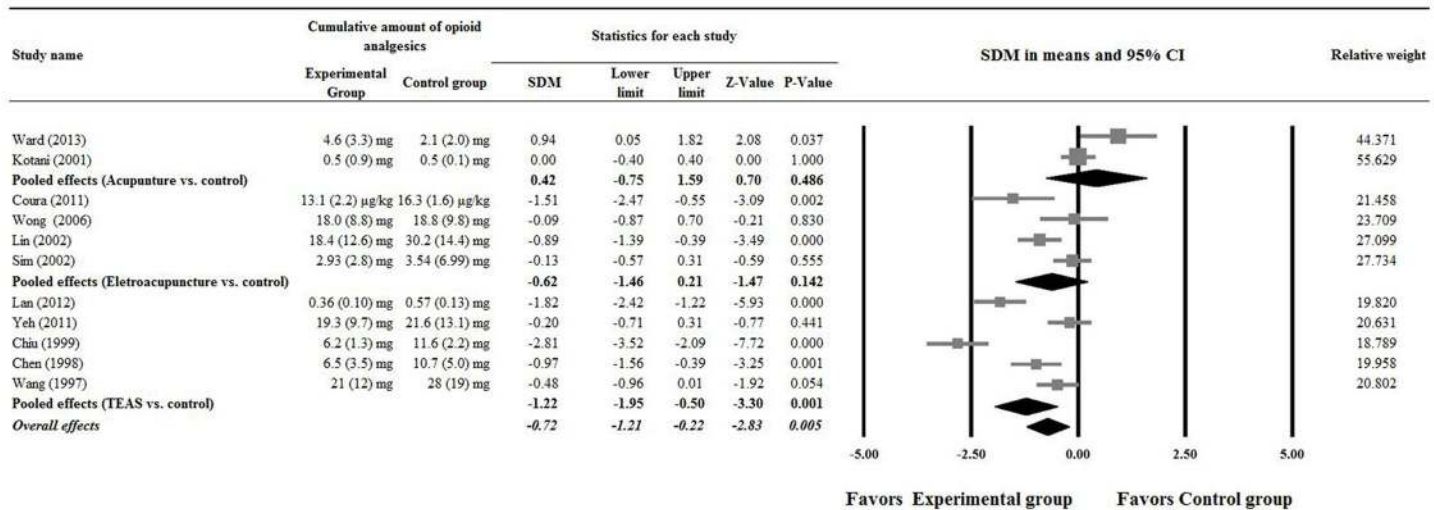 Study name Cumulative amount of opioid analgesics Statistics for each study SDM in means and 95% CI Relative weight
Experimental Group Control group SDM Lower limit Upper limit Z-Value P-Value
Ward (2013) 4.6 (3.3) mg 2.1 (2.0) mg 0.94 0.05 1.82 2.08 0.037 44.371
Kotani (2001) 0.5 (0.9) mg 0.5 (0.1) mg 0.00 -0.40 0.40 0.00 1.000 55.629
Pooled effects (Acupunture vs. control) 0.42 -0.75 1.59 0.70 0.486
Coura (2011) 13.1 (2.2) µg/kg 16.3 (1.6) µg/kg -1.51 -2.47 -0.55 -3.09 0.002 21.458
Wong (2006) 18.0 (8.8) mg 18.8 (9.8) mg -0.09 -0.87 0.70 -0.21 0.830 23.709
Lin (2002) 18.4 (12.6) mg 30.2 (14.4) mg -0.89 -1.39 -0.39 -3.49 0.000 27.099
Sim (2002) 2.93 (2.8) mg 3.54 (6.99) mg -0.13 -0.57 0.31 -0.59 0.555 27.734
Pooled effects (Eletroacupuncture vs. control) -0.62 -1.46 0.21 -1.47 0.142
Lan (2012) 0.36 (0.10) mg 0.57 (0.13) mg -1.82 -2.42 -1.22 -5.93 0.000 19.820
Yeh (2011) 19.3 (9.7) mg 21.6 (13.1) mg -0.20 -0.71 0.31 -0.77 0.441 20.631
Chiu (1999) 6.2 (1.3) mg 11.6 (2.2) mg -2.81 -3.52 -2.09 -7.72 0.000 18.789
Chen (1998) 6.5 (3.5) mg 10.7 (5.0) mg -0.97 -1.56 -0.39 -3.25 0.001 19.958
Wang (1997) 21 (12) mg 28 (19) mg -0.48 -0.96 0.01 -1.92 0.054 20.802
Pooled effects (TEAS vs. control) -1.22 -1.95 -0.50 -3.30 0.001
Overall effects -0.72 -1.21 -0.22 -2.83 0.005
-5.00 -2.50 0.00 2.50 5.00
Favors Experimental group Favors Control group